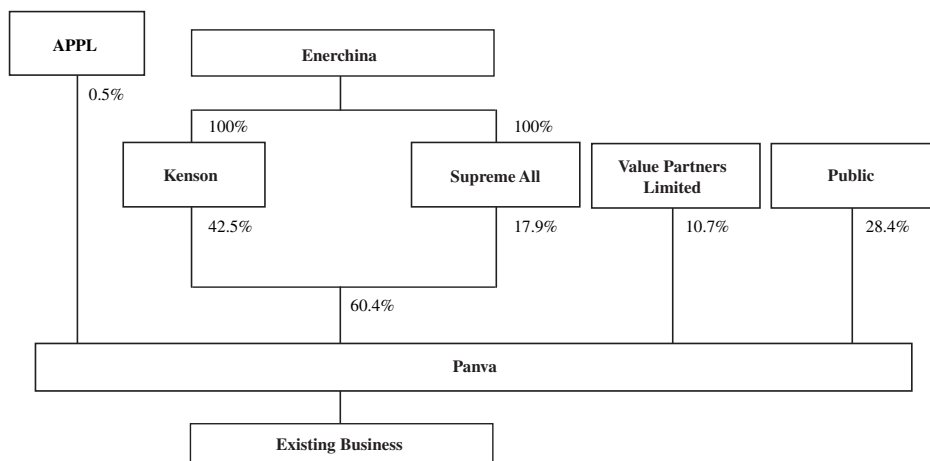 APPL
Enerchina
0.5%
100%
100%
Kenson
Supreme All
Value Partners
Limited
Public
42.5%
17.9%
10.7%
28.4%
60.4%
Panva
Existing Business